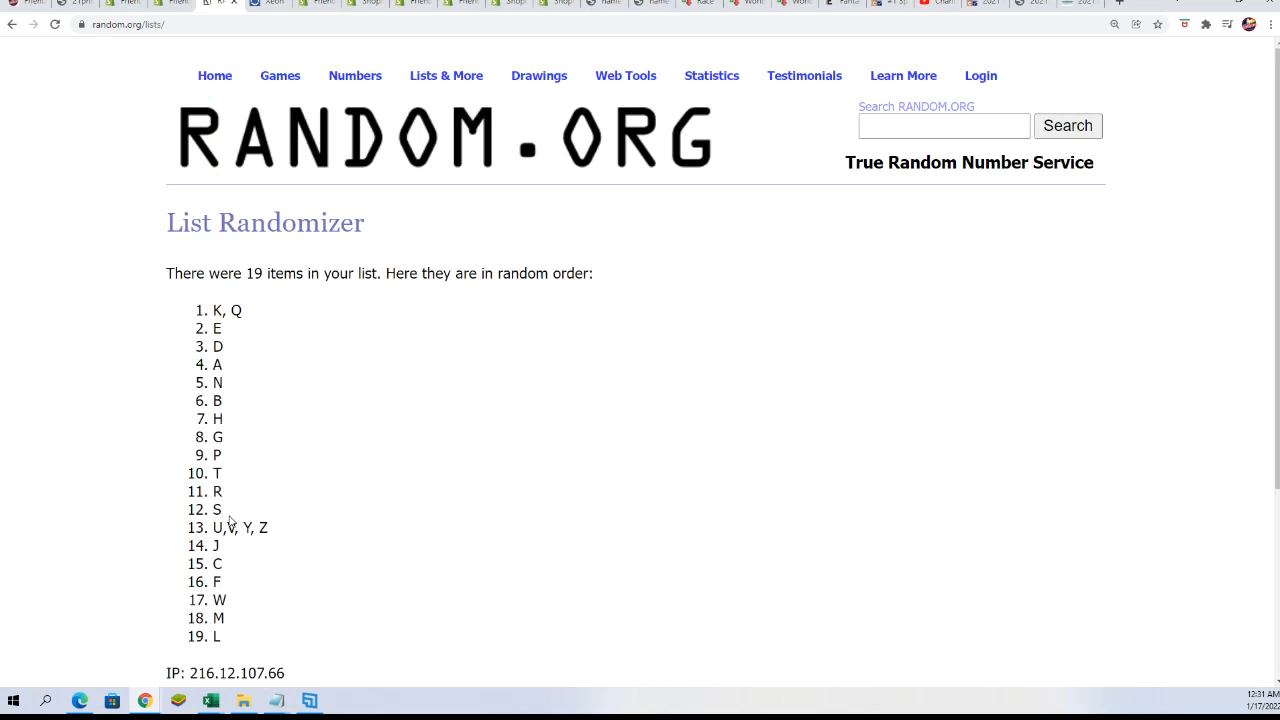 random.org/lists/
Home Games Numbers Lists & More Drawings Web Tools Statistics Testimonials Learn More Login
RANDOM.ORG
Search RANDOM.ORG
Search
True Random Number Service
List Randomizer
There were 19 items in your list. Here they are in random order:
1. K, Q
2. E
3. D
4. A
5. N
6. B
7. H
8. G
9. P
10. T
11. R
12. S
13. U,V, Y, Z
14. J
15. C
16. F
17. W
18. M
19. L
IP: 216.12.107.66
12:31 AM